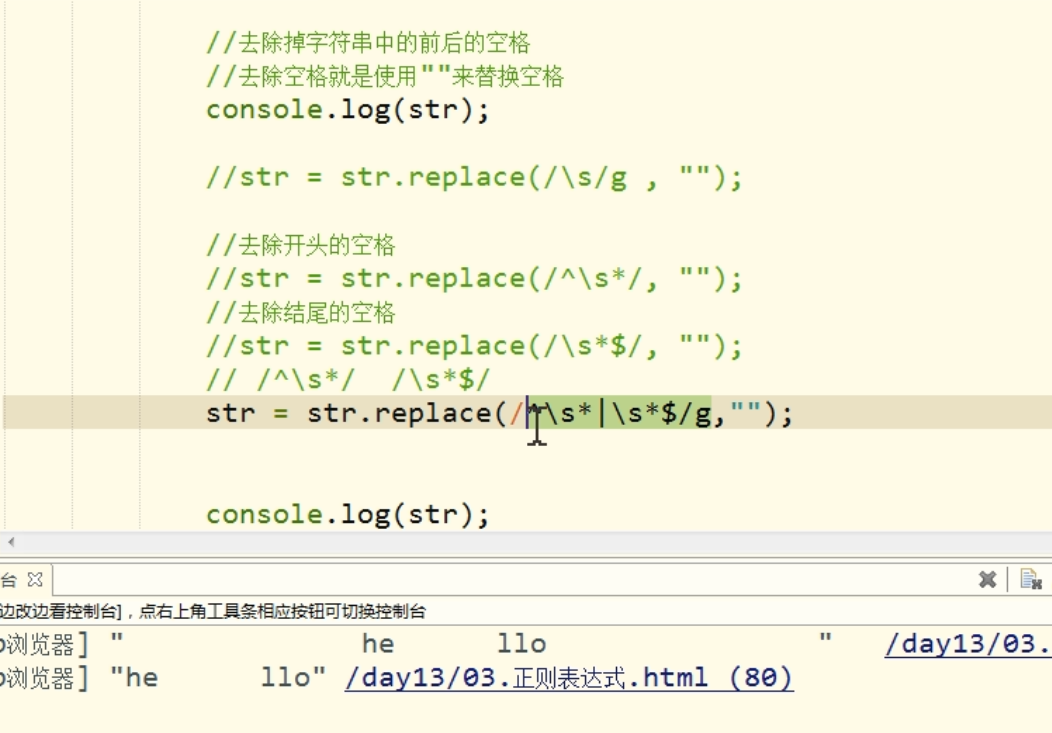 //去除掉字符串中的前后的空格
//去除空格就是使用""来替换空格
console.log(str);
//str = str.replace(/\s/g , "");
//去除开头的空格
//str = str.replace(/^\s*/, "");
//去除结尾的空格
//str = str.replace(/\s*$/, "");
// /^\s*/  /\s*$/
str = str.replace(/^\s*|\s*$/g,"");
console.log(str);
台
边改边看控制台]，点右上角工具条相应按钮可切换控制台
浏览器] "              he      llo                " /day13/03.
浏览器] "he      llo" /day13/03.正则表达式.html (80)